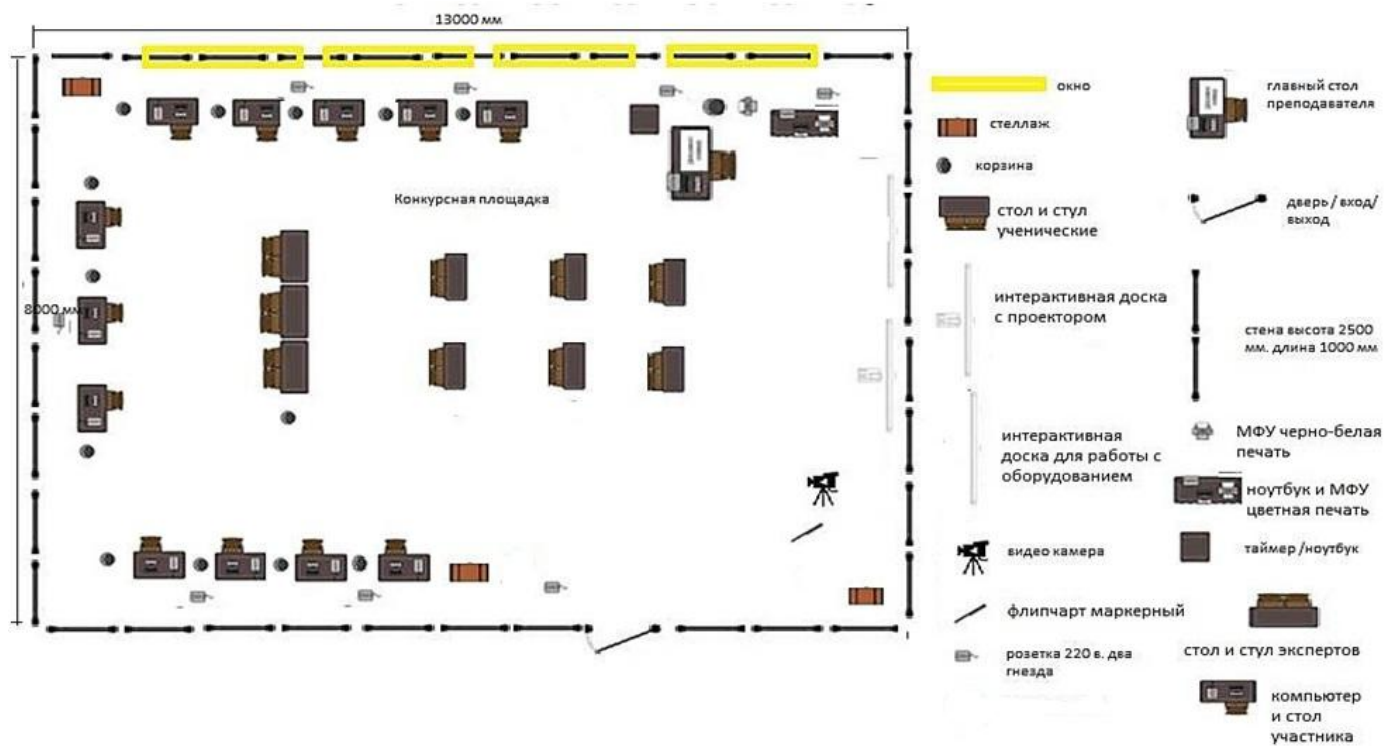 13000 мм
8000 мм
Конкурсная площадка
окно
стеллаж
корзина
стол и стул
ученические
интерактивная доска
с проектором
интерактивная
доска для работы с
оборудованием
видео камера
флипчарт маркерный
розетка 220 в. два
гнезда
главный стол
преподавателя
дверь / вход/
выход
стена высота 2500
мм. длина 1000 мм
МФУ черно-белая
печать
ноутбук и МФУ
цветная печать
таймер /ноутбук
стол и стул экспертов
компьютер
и стол
участника